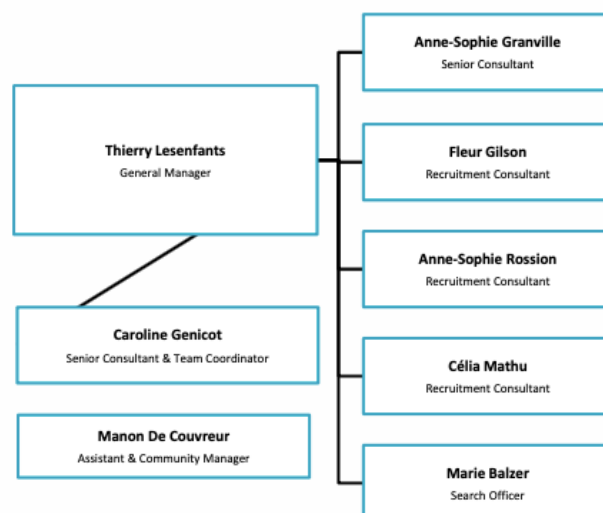 Anne-Sophie Granville
Senior Consultant
Thierry Lesenfants
General Manager
Fleur Gilson
Recruitment Consultant
Anne-Sophie Rossion
Recruitment Consultant
Caroline Genicot
Senior Consultant & Team Coordinator
Célia Mathu
Recruitment Consultant
Manon De Couvreur
Assistant & Community Manager
Marie Balzer
Search Officer